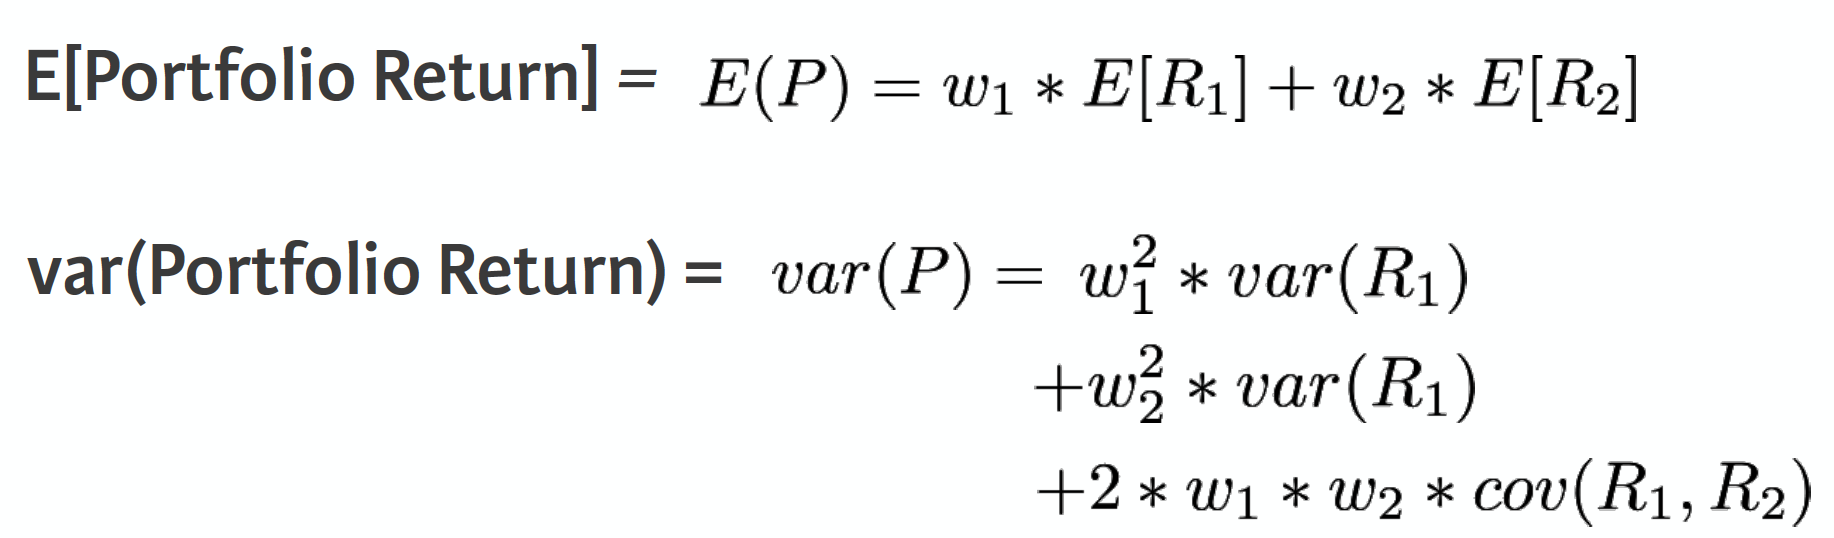 E[Portfolio Return] = E(P) = w₁ * E[R₁] + w₂ * E[R₂]
var(Portfolio Return) = var(P) = w₁² * var(R₁)
+w₂² * var(R₁)
+2 * w₁ * w₂ * cov(R₁, R₂)